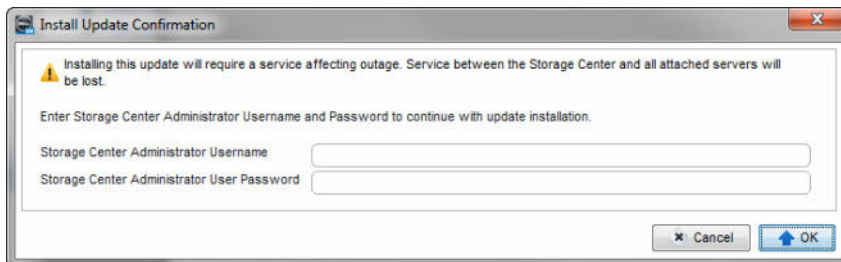 Install Update Confirmation
Installing this update will require a service affecting outage. Service between the Storage Center and all attached servers will
be lost.
Enter Storage Center Administrator Username and Password to continue with update installation.
Storage Center Administrator Username
Storage Center Administrator User Password
Cancel
OK